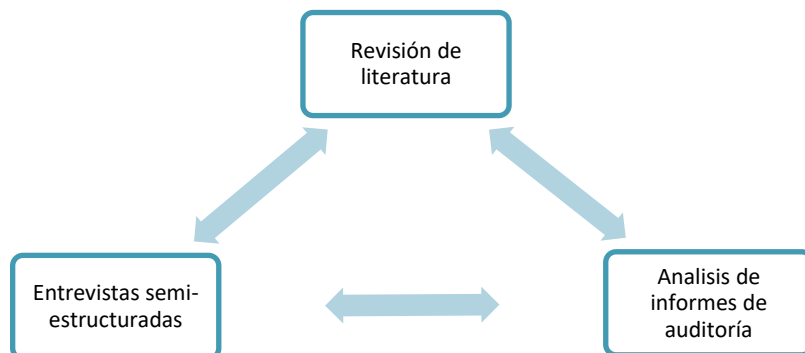 Revisión de
literatura
Entrevistas semi-
estructuradas
Analisis de
informes de
auditoría